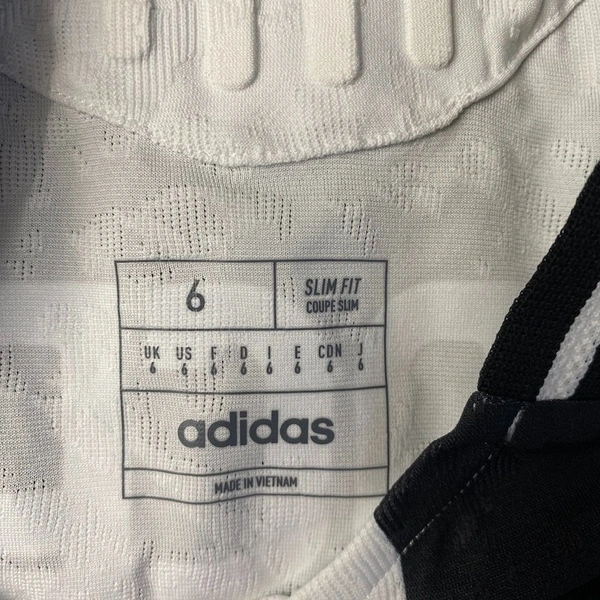 6
SLIM FIT
COUPE SLIM
UK US F D I E CDN J
6 6 6 6 6 6 6 6
adidas
MADE IN VIETNAM